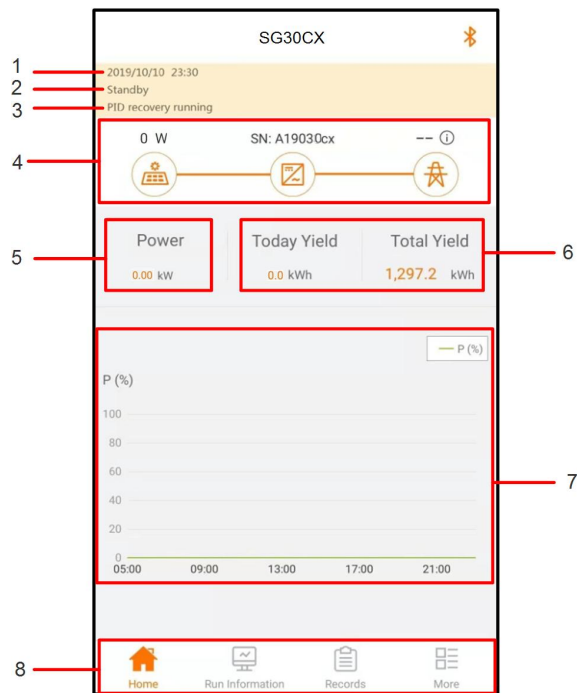 SG30CX
1
2019/10/10 23:30
2
Standby
3
PID recovery running
4
0 W
SN: A19030cx
--
5
Power
0.00 kW
Today Yield
0.0 kWh
Total Yield
1,297.2 kWh
6
P (%)
P (%)
100
80
60
40
20
0
05:00 09:00 13:00 17:00 21:00
7
8
Home
Run Information
Records
More